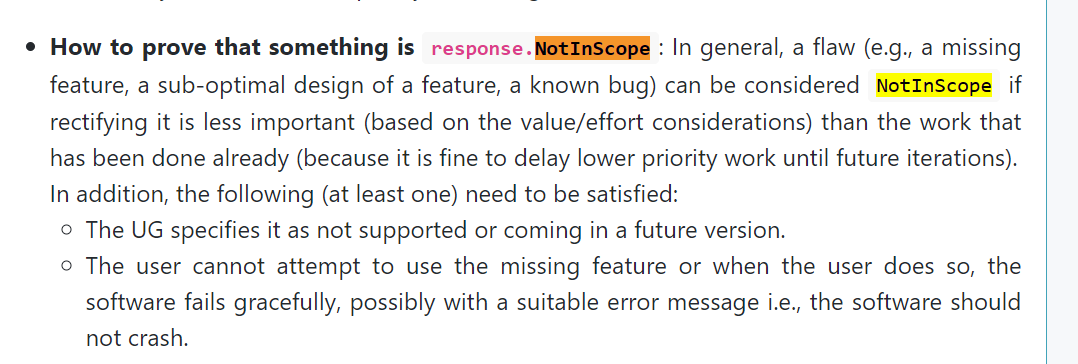 • How to prove that something is response.NotInScope : In general, a flaw (e.g., a missing
feature, a sub-optimal design of a feature, a known bug) can be considered NotInScope if
rectifying it is less important (based on the value/effort considerations) than the work that
has been done already (because it is fine to delay lower priority work until future iterations).
In addition, the following (at least one) need to be satisfied:
○ The UG specifies it as not supported or coming in a future version.
○ The user cannot attempt to use the missing feature or when the user does so, the
software fails gracefully, possibly with a suitable error message i.e., the software should
not crash.